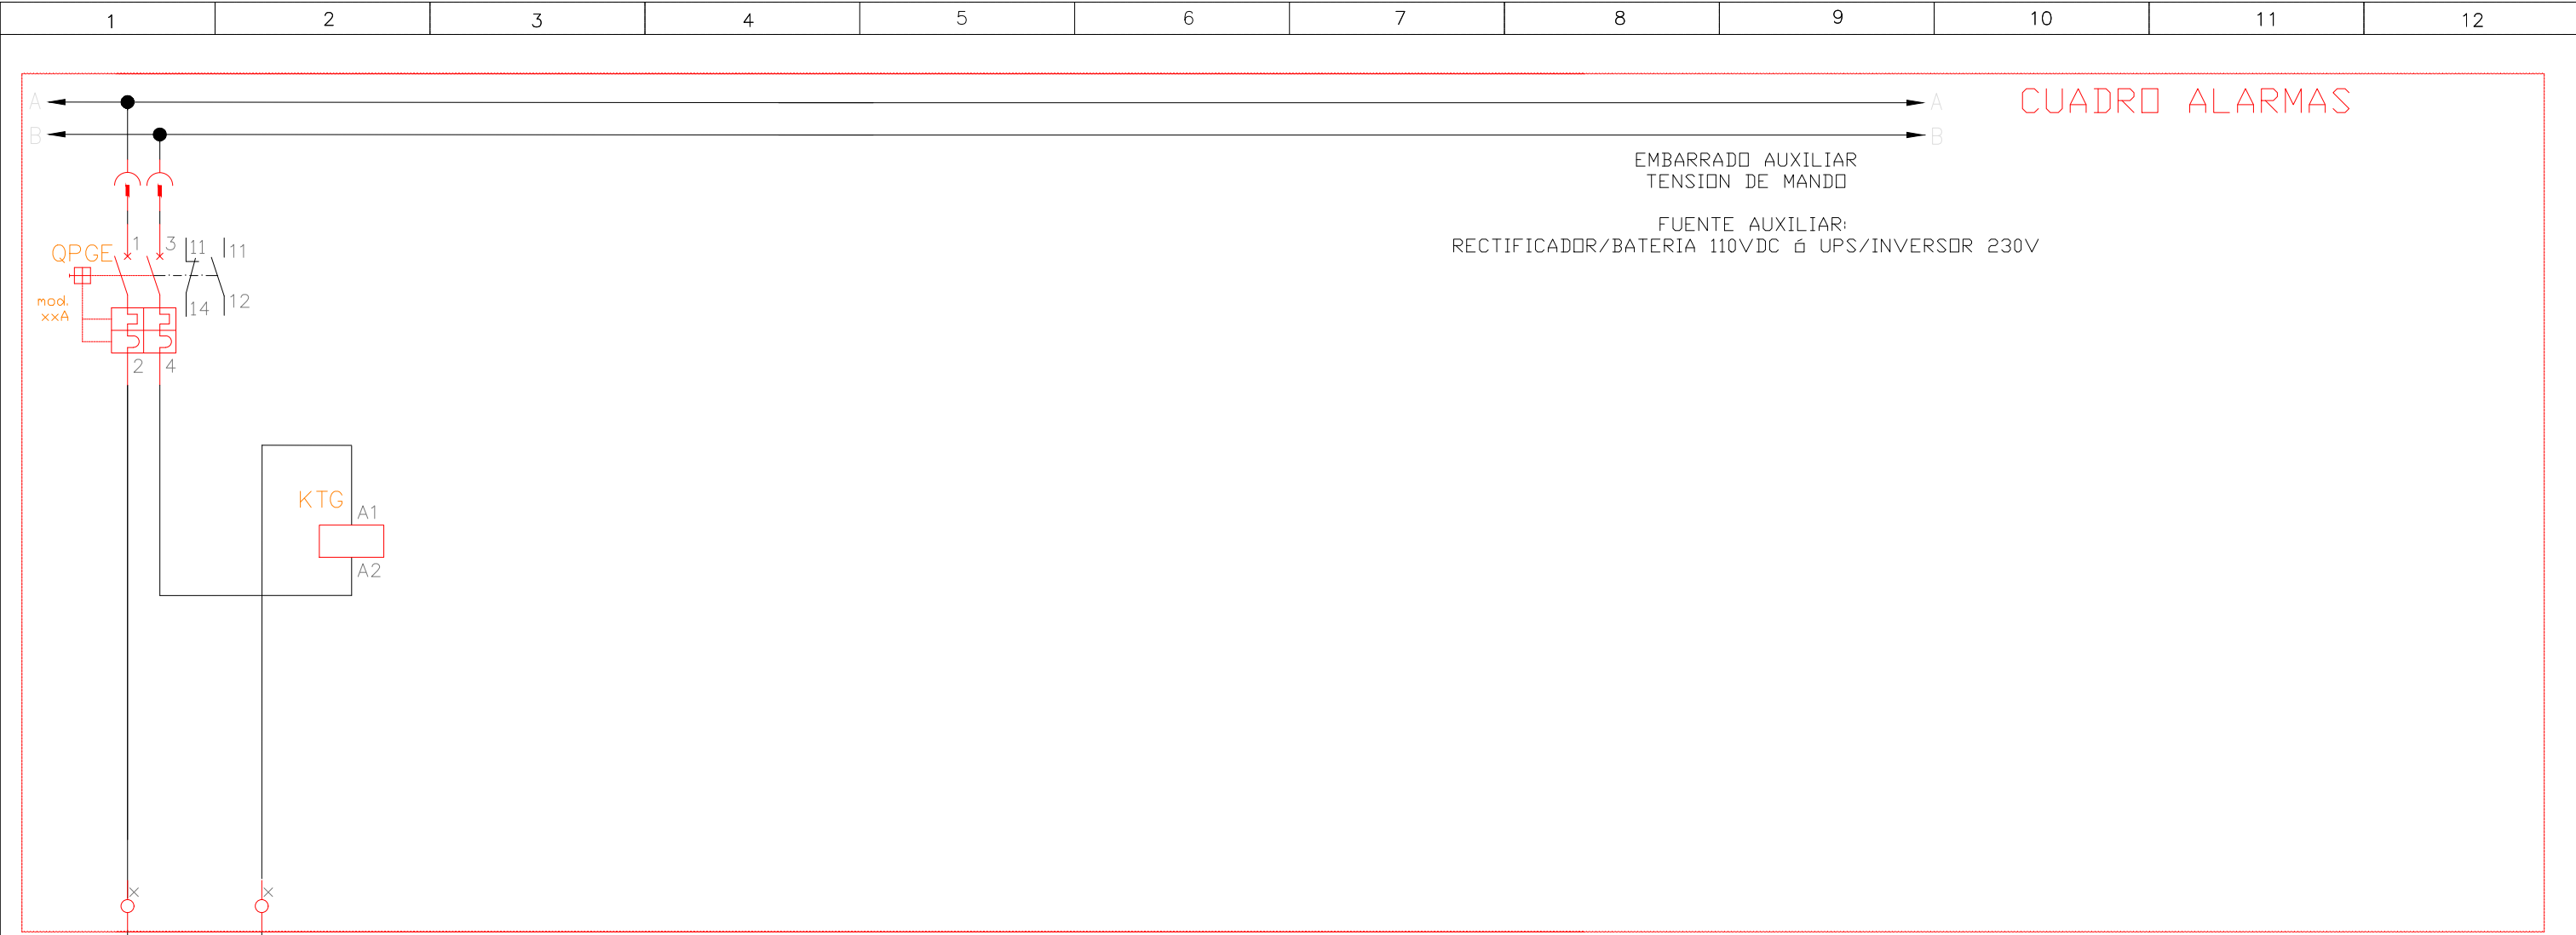 1 2 3 4 5 6 7 8 9 10 11 12
A A CUADRO ALARMAS
B B
EMBARRADO AUXILIAR
TENSION DE MANDO
FUENTE AUXILIAR:
RECTIFICADOR/BATERIA 110VDC ó UPS/INVERSOR 230V
QPGE 1 3 11 11
mod. 14 12
xxA
2 4
KTG A1
A2
x x